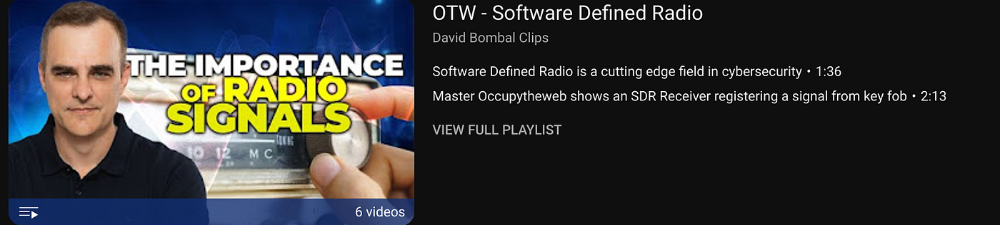 THE IMPORTANCE
OF RADIO
SIGNALS
TUNING
10 12 MC
6 videos
OTW - Software Defined Radio
David Bombal Clips
Software Defined Radio is a cutting edge field in cybersecurity • 1:36
Master Occupytheweb shows an SDR Receiver registering a signal from key fob • 2:13
VIEW FULL PLAYLIST